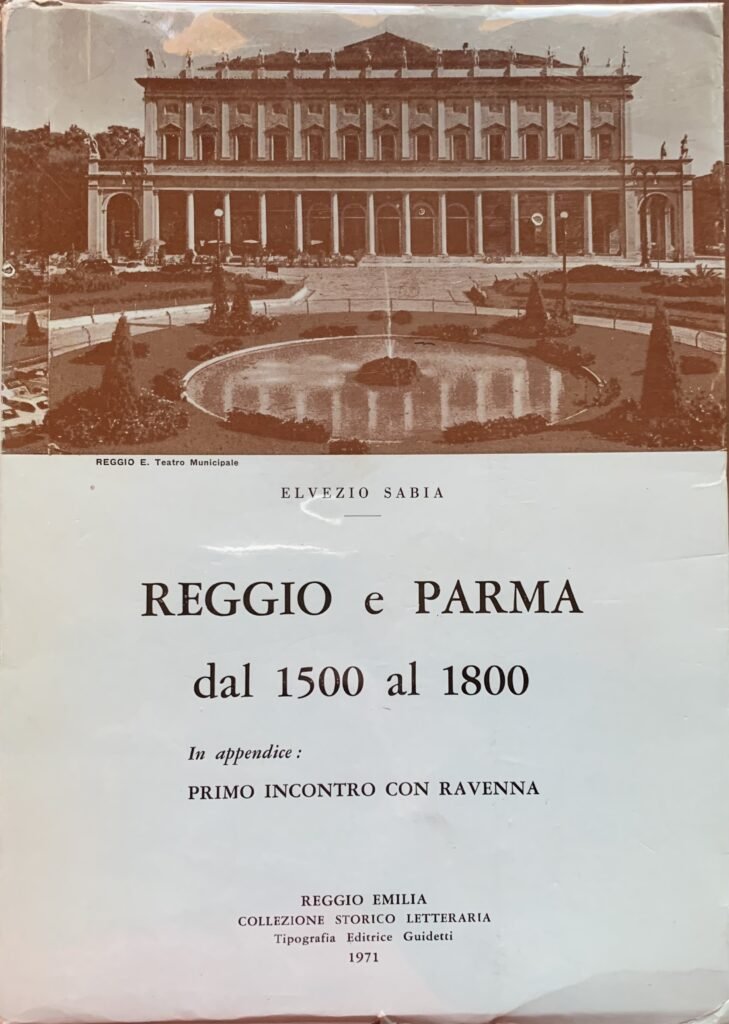 REGGIO E. Teatro Municipale
ELVEZIO SABIA
REGGIO e PARMA
dal 1500 al 1800
In appendice:
PRIMO INCONTRO CON RAVENNA
REGGIO EMILIA
COLLEZIONE STORICO LETTERARIA
Tipografia Editrice Guidetti
1971